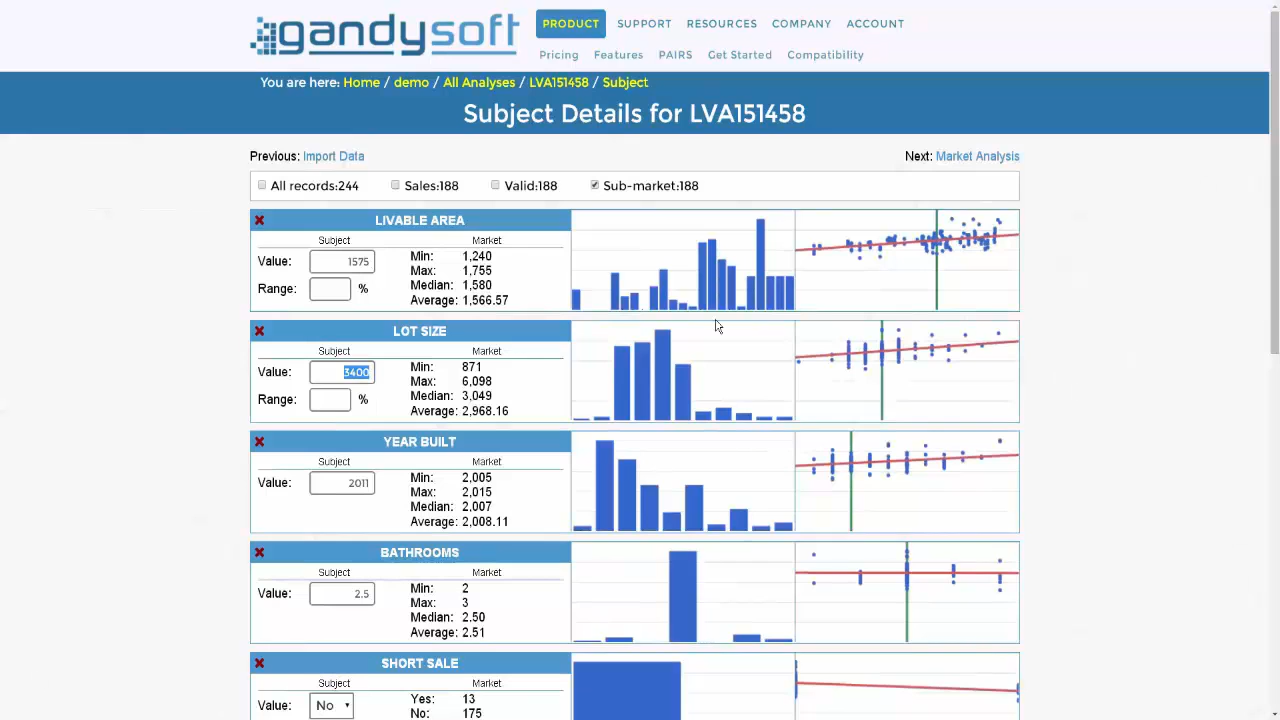 gandysoft
PRODUCT SUPPORT RESOURCES COMPANY ACCOUNT
Pricing Features PAIRS Get Started Compatibility
You are here: Home / demo / All Analyses / LVA151458 / Subject
Subject Details for LVA151458
Previous: Import Data
Next: Market Analysis
All records:244 Sales:188 Valid:188 Sub-market:188
LIVABLE AREA
Subject Market
Value: 1575
Range: %
Min: 1,240
Max: 1,755
Median: 1,580
Average: 1,566.57
LOT SIZE
Subject Market
Value: 3400
Range: %
Min: 871
Max: 6,098
Median: 3,049
Average: 2,968.16
YEAR BUILT
Subject Market
Value: 2011
Min: 2,005
Max: 2,015
Median: 2,007
Average: 2,008.11
BATHROOMS
Subject Market
Value: 2.5
Min: 2
Max: 3
Median: 2.50
Average: 2.51
SHORT SALE
Subject Market
Value: No
Yes: 13
No: 175